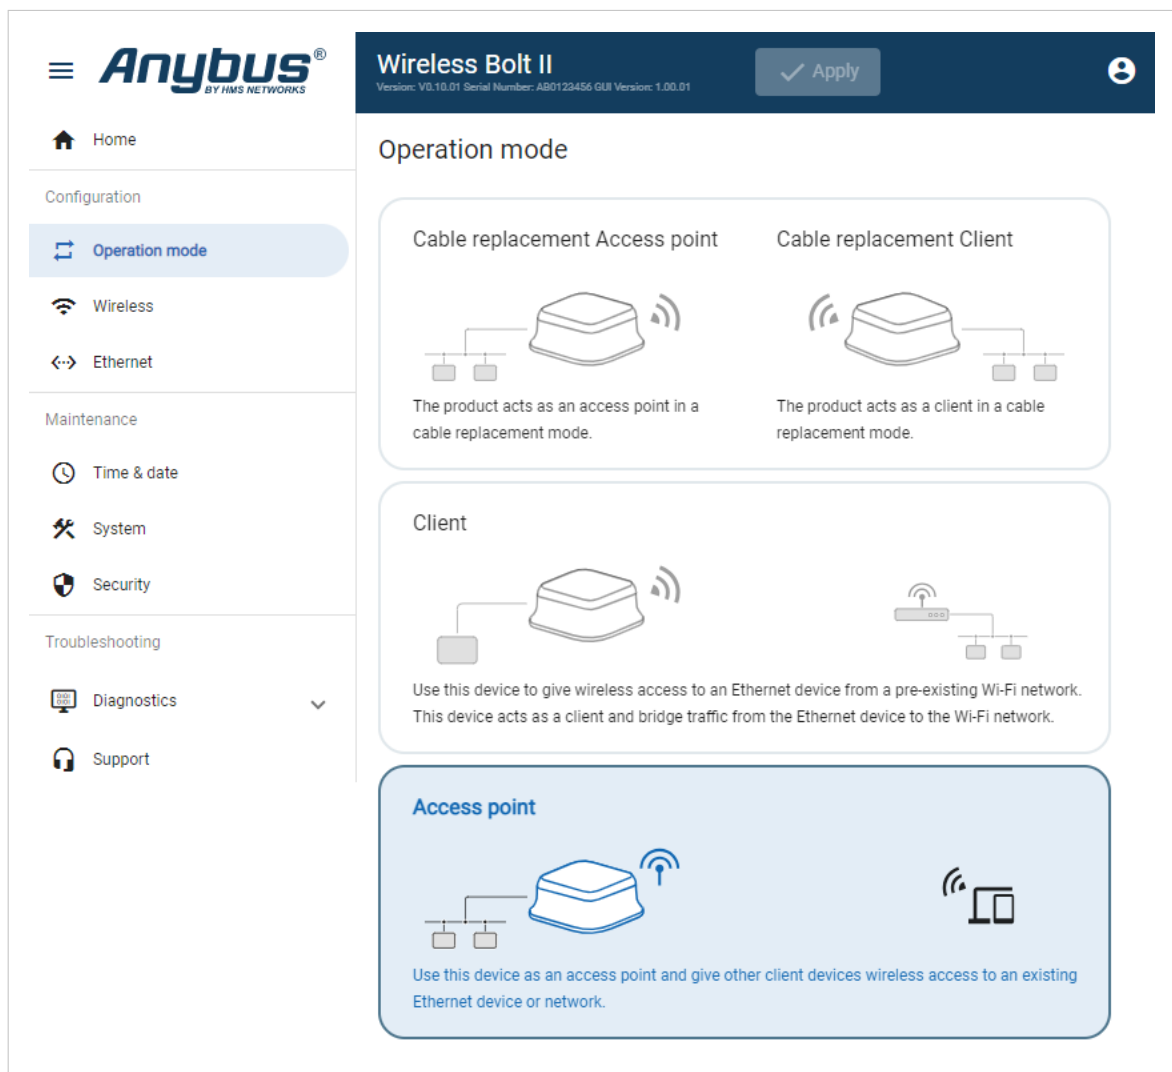 Anybus®
BY HMS NETWORKS
Wireless Bolt II
Version: V0.10.01 Serial Number: AB0123456 GUI Version: 1.00.01
Apply
Home
Configuration
Operation mode
Wireless
Ethernet
Maintenance
Time & date
System
Security
Troubleshooting
Diagnostics
Support
Operation mode
Cable replacement Access point
The product acts as an access point in a
cable replacement mode.
Cable replacement Client
The product acts as a client in a cable
replacement mode.
Client
Use this device to give wireless access to an Ethernet device from a pre-existing Wi-Fi network.
This device acts as a client and bridge traffic from the Ethernet device to the Wi-Fi network.
Access point
Use this device as an access point and give other client devices wireless access to an existing
Ethernet device or network.